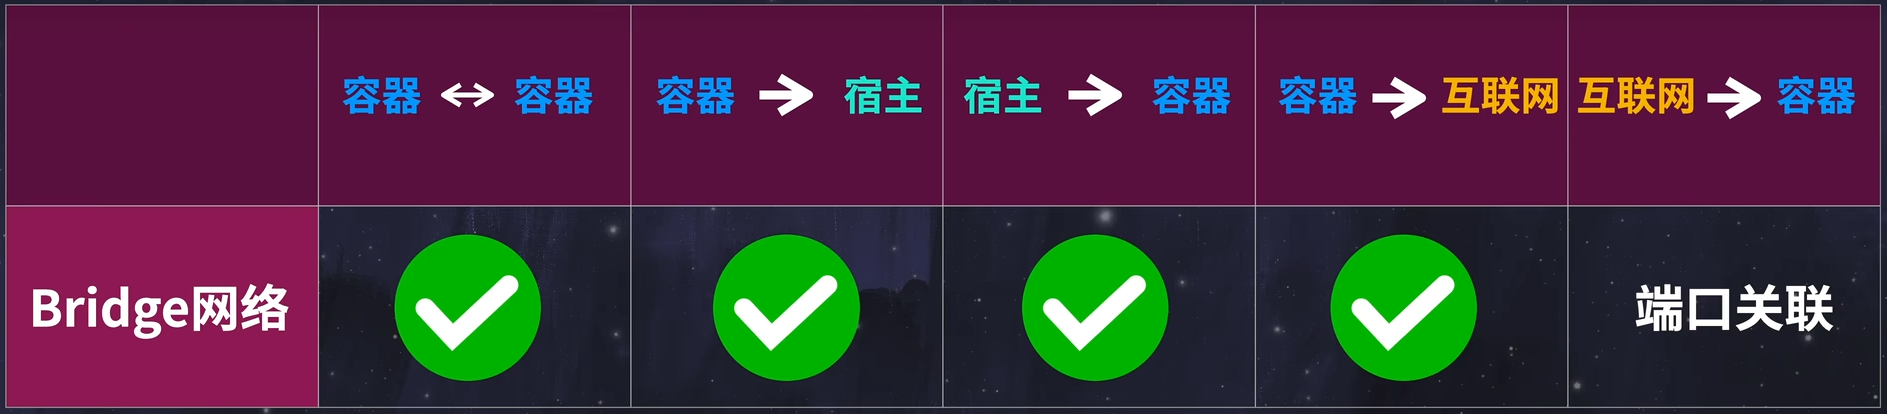 容器 ↔ 容器
容器 → 宿主
宿主 → 容器
容器 → 互联网
互联网 → 容器
Bridge网络
端口关联